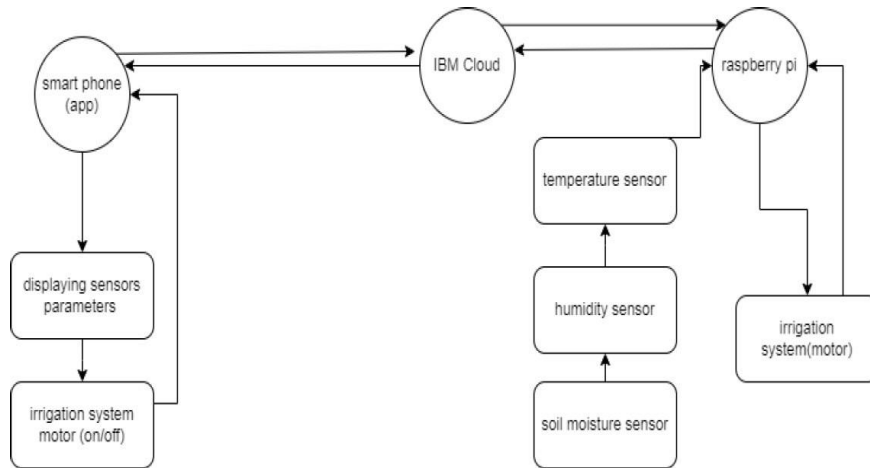 smart phone
(app)
IBM Cloud
raspberry pi
temperature sensor
displaying sensors
parameters
humidity sensor
irrigation
system(motor)
irrigation system
motor (on/off)
soil moisture sensor